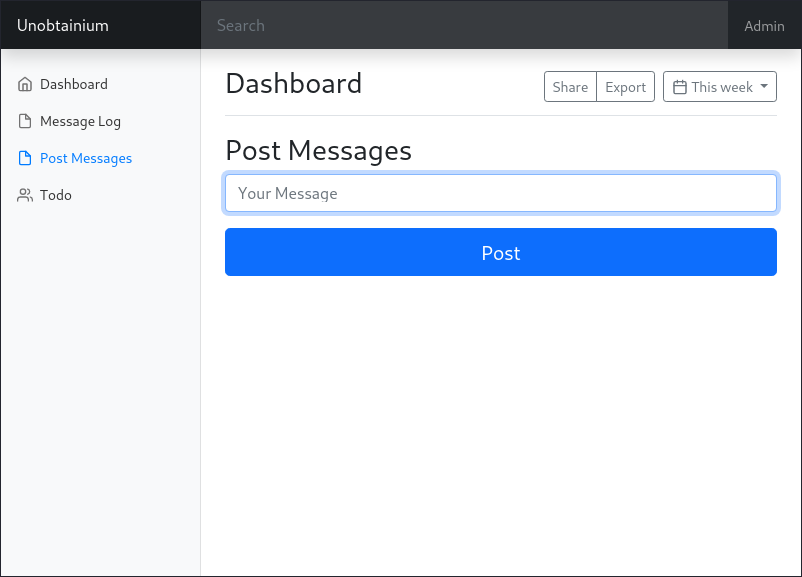 Unobtainium
Search
Admin
Dashboard
Message Log
Post Messages
Todo
Dashboard
Share
Export
This week
Post Messages
Your Message
Post